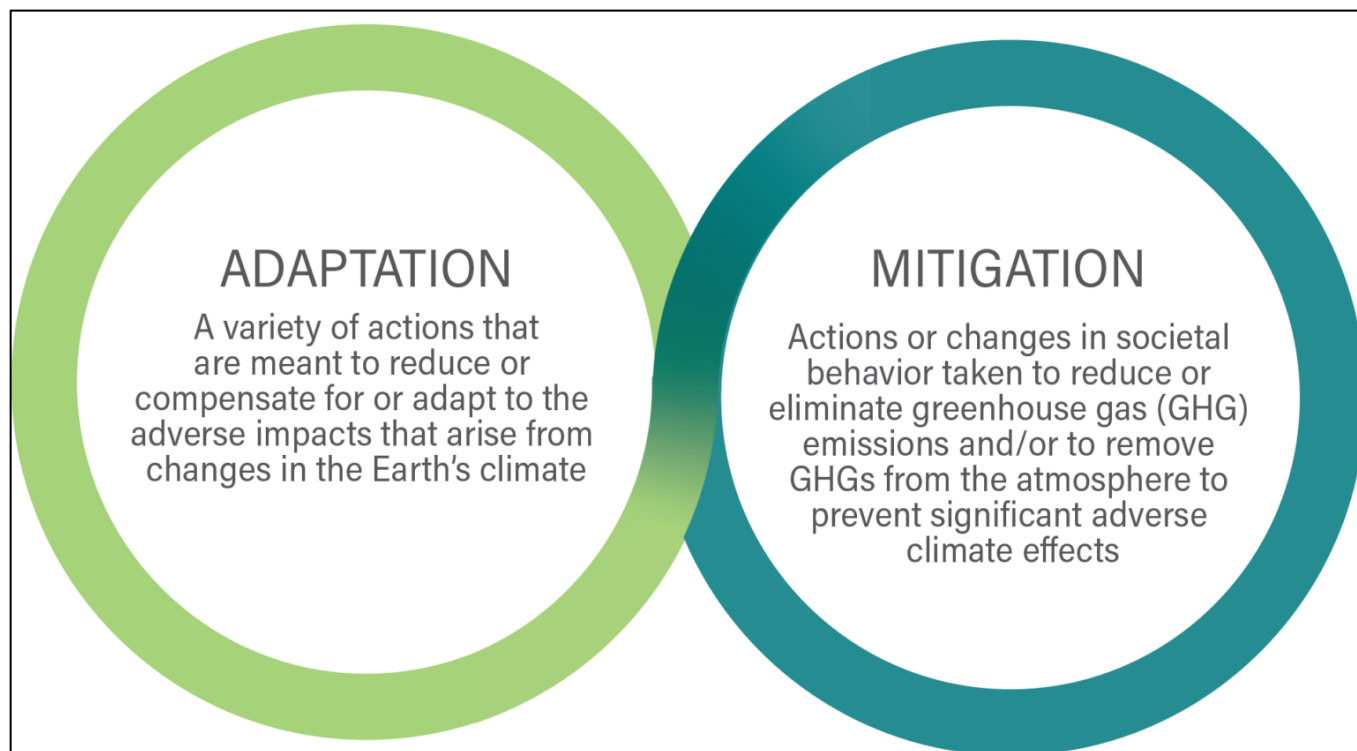 ADAPTATION
A variety of actions that
are meant to reduce or
compensate for or adapt to the
adverse impacts that arise from
changes in the Earth’s climate
MITIGATION
Actions or changes in societal
behavior taken to reduce or
eliminate greenhouse gas (GHG)
emissions and/or to remove
GHGs from the atmosphere to
prevent significant adverse
climate effects